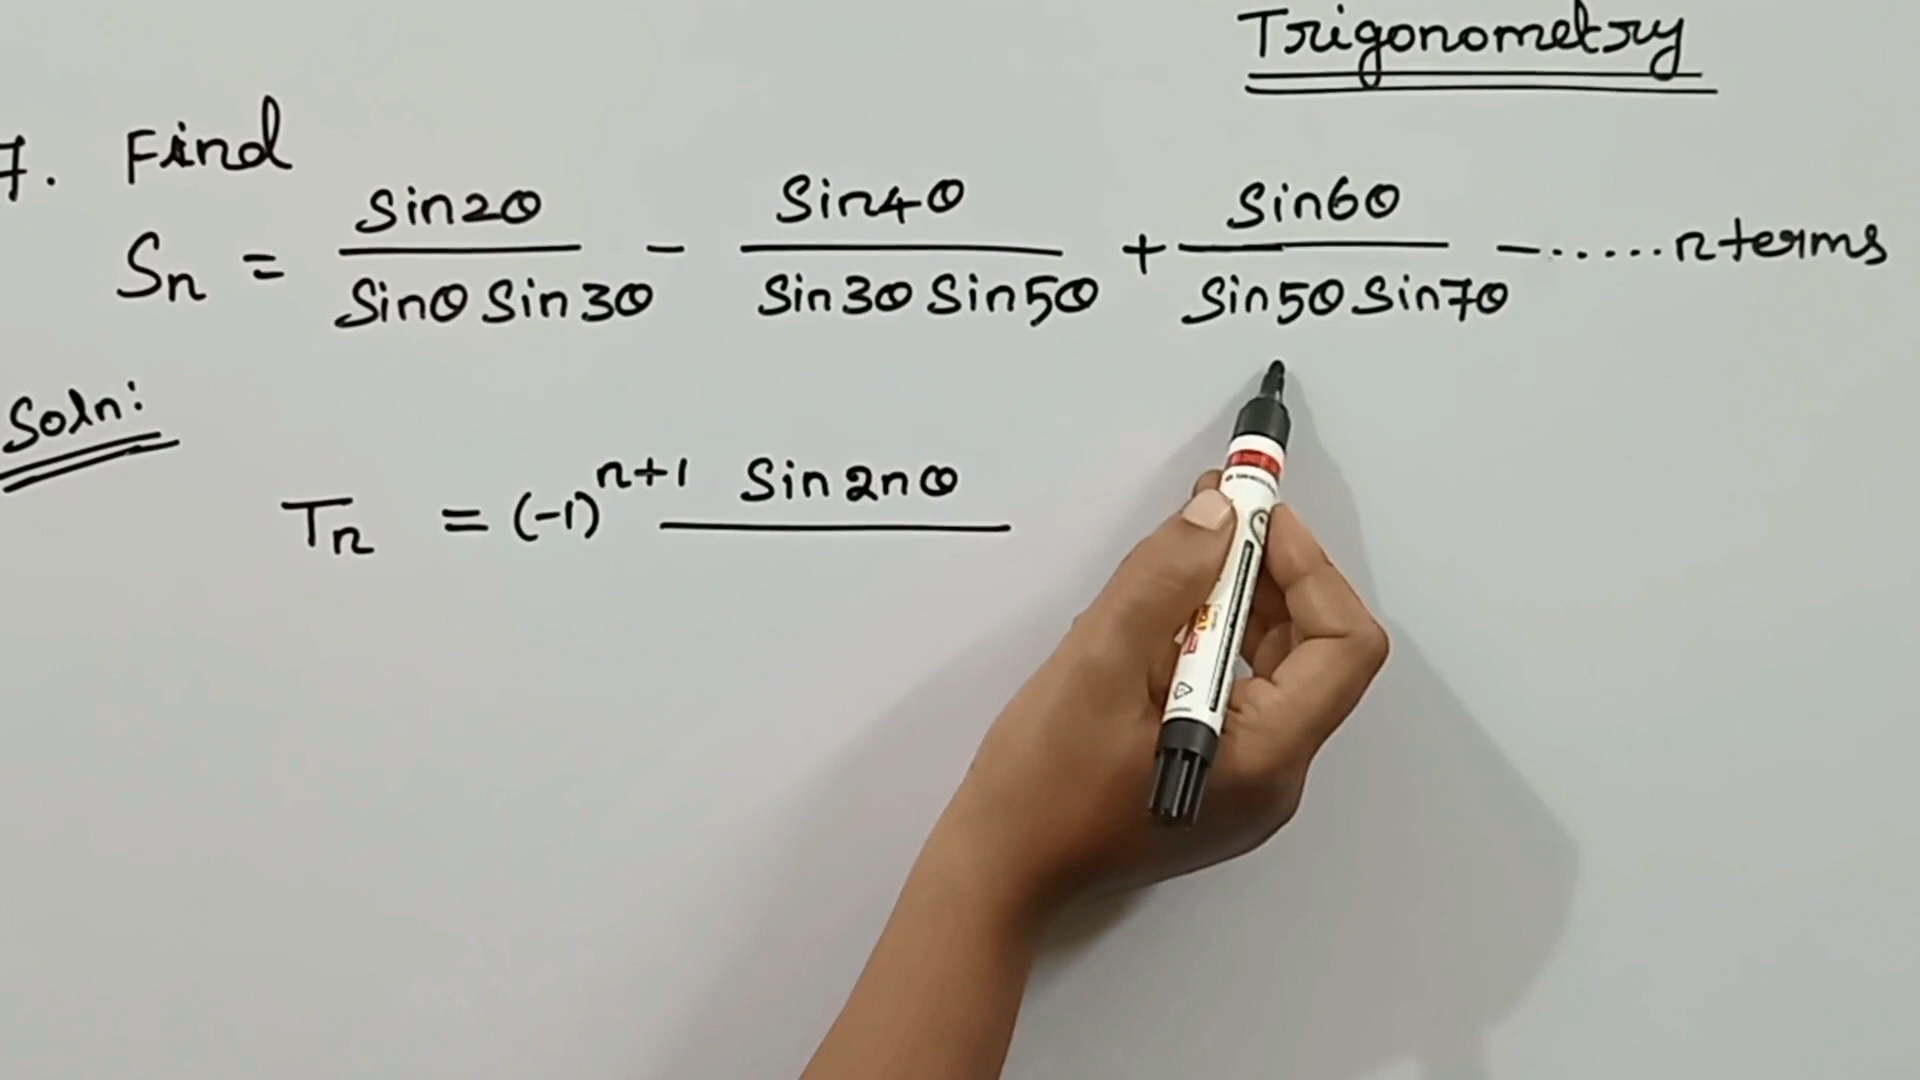 Trigonometry
7. Find
Sn = Sin2θ / Sinθ Sin3θ - Sin4θ / Sin3θ Sin5θ + Sin6θ / Sin5θ Sin7θ - ...... n terms
Soln:
Tn = (-1)^n+1 Sin2nθ /